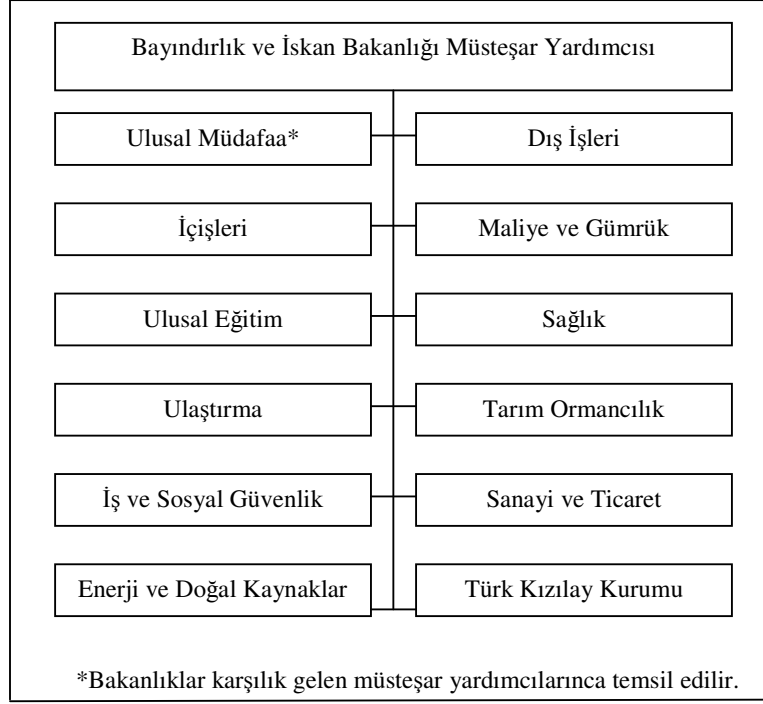 Bayındırlık ve İskan Bakanlığı Müsteşar Yardımcısı
Ulusal Müdafaa*
Dış İşleri
İçişleri
Maliye ve Gümrük
Ulusal Eğitim
Sağlık
Ulaştırma
Tarım Ormancılık
İş ve Sosyal Güvenlik
Sanayi ve Ticaret
Enerji ve Doğal Kaynaklar
Türk Kızılay Kurumu
*Bakanlıklar karşılık gelen müsteşar yardımcılarınca temsil edilir.